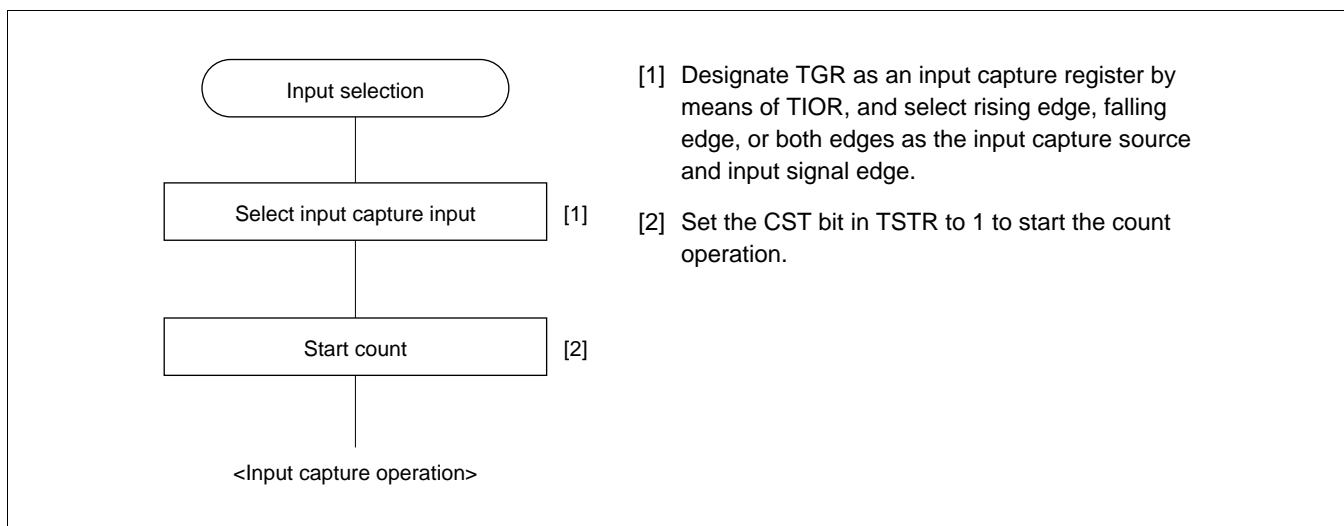 Input selection
Select input capture input
[1]
Start count
[2]
<Input capture operation>
[1] Designate TGR as an input capture register by
means of TIOR, and select rising edge, falling
edge, or both edges as the input capture source
and input signal edge.
[2] Set the CST bit in TSTR to 1 to start the count
operation.